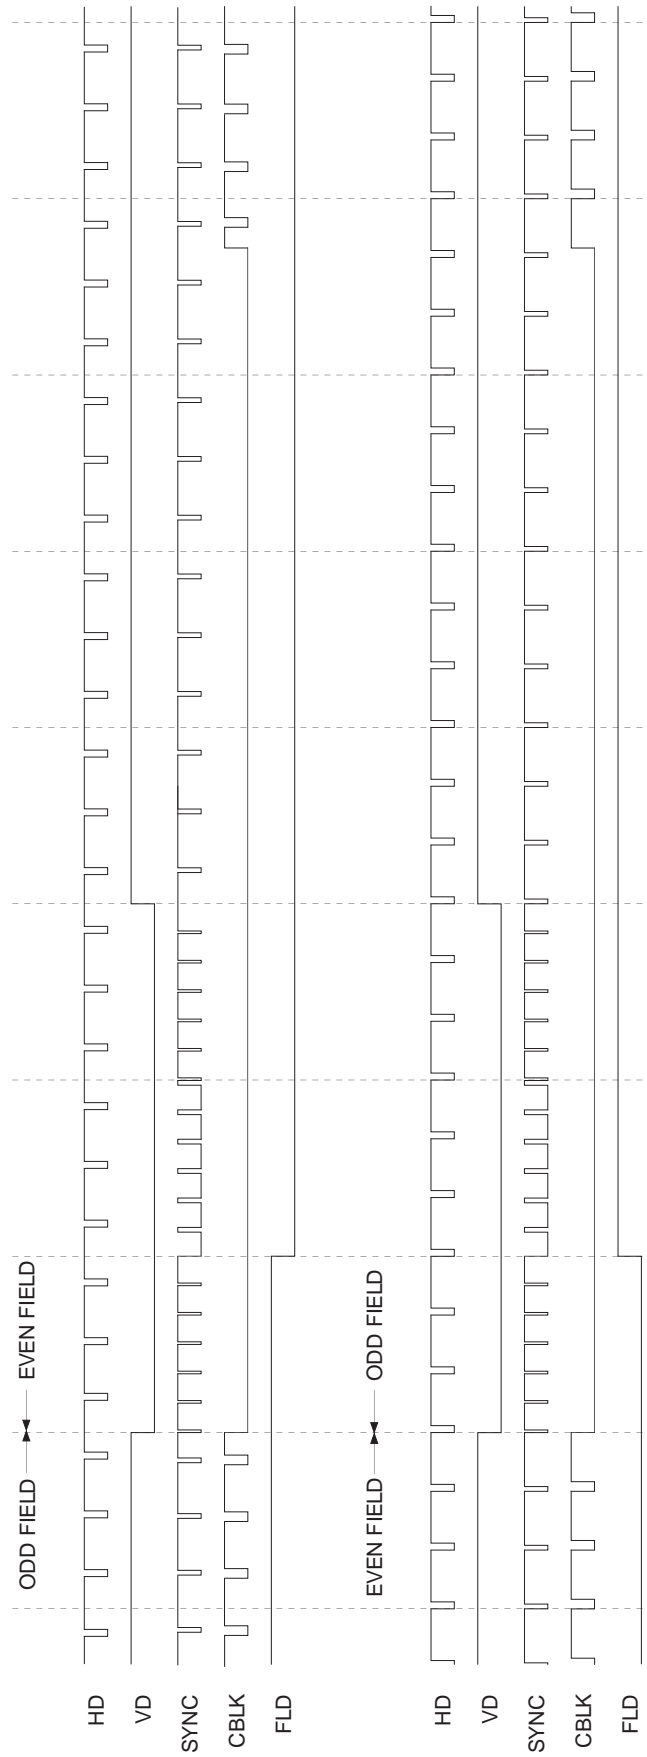 ODD FIELD EVEN FIELD
HD
VD
SYNC
CBLK
FLD
EVEN FIELD ODD FIELD
HD
VD
SYNC
CBLK
FLD